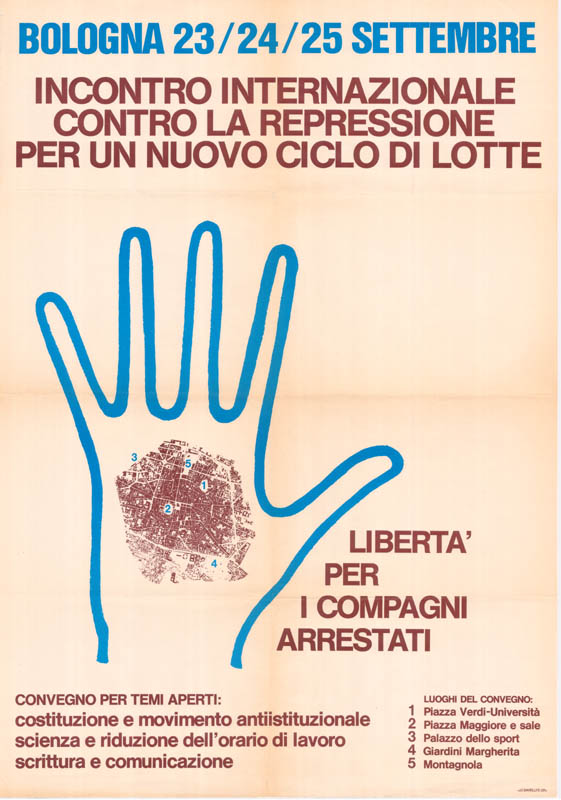 BOLOGNA 23/24/25 SETTEMBRE
INCONTRO INTERNAZIONALE
CONTRO LA REPRESSIONE
PER UN NUOVO CICLO DI LOTTE
3
5
1
2
4
LIBERTA'
PER
I COMPAGNI
ARRESTATI
CONVEGNO PER TEMI APERTI:
costituzione e movimento antiistituzionale
scienza e riduzione dell'orario di lavoro
scrittura e comunicazione
LUOGHI DEL CONVEGNO:
1 Piazza Verdi-Università
2 Piazza Maggiore e sale
3 Palazzo dello sport
4 Giardini Margherita
5 Montagnola